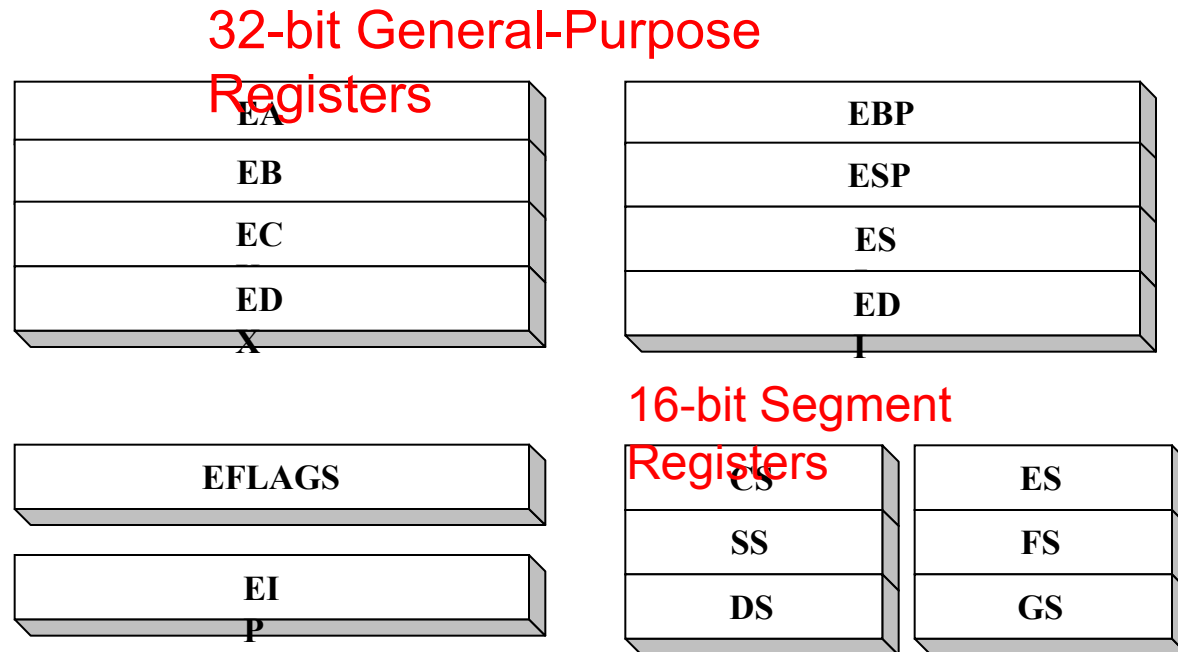 32-bit General-Purpose
Registers
EA
EB
EC
ED
X
EBP
ESP
ES
ED
I
EFLAGS
EI
P
16-bit Segment
Registers
CS
SS
DS
ES
FS
GS